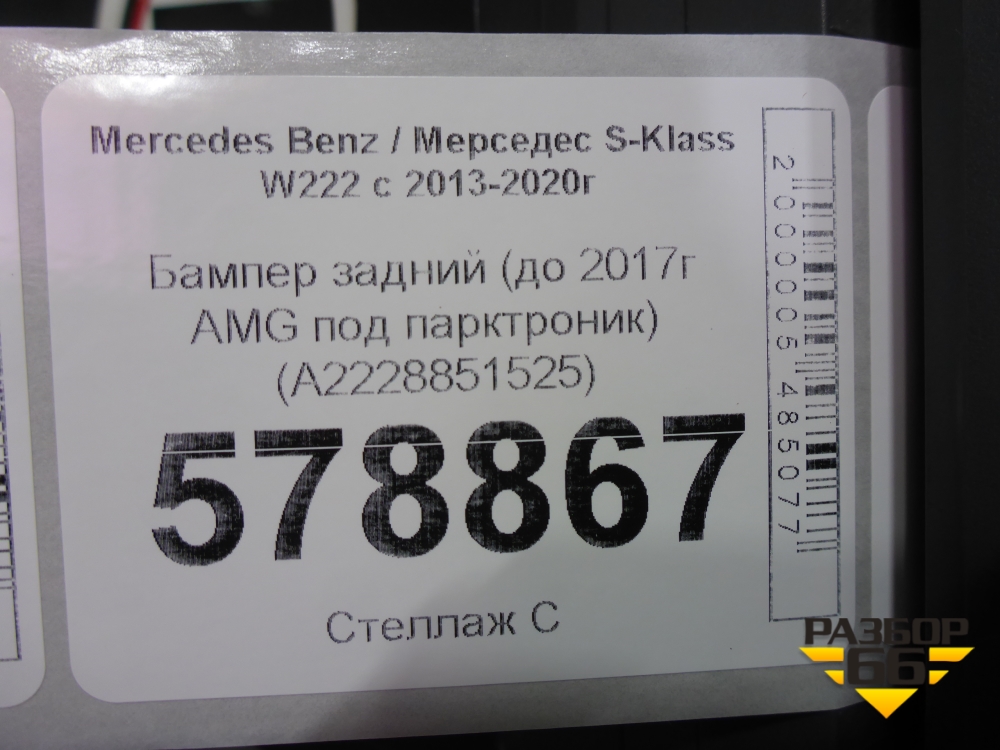 Mercedes Benz / Мерседес S-Klass
W222 с 2013-2020г
Бампер задний (до 2017г
AMG под парктроник)
(A2228851525)
578867
Стеллаж С
2000005485077
РАЗБОР
66